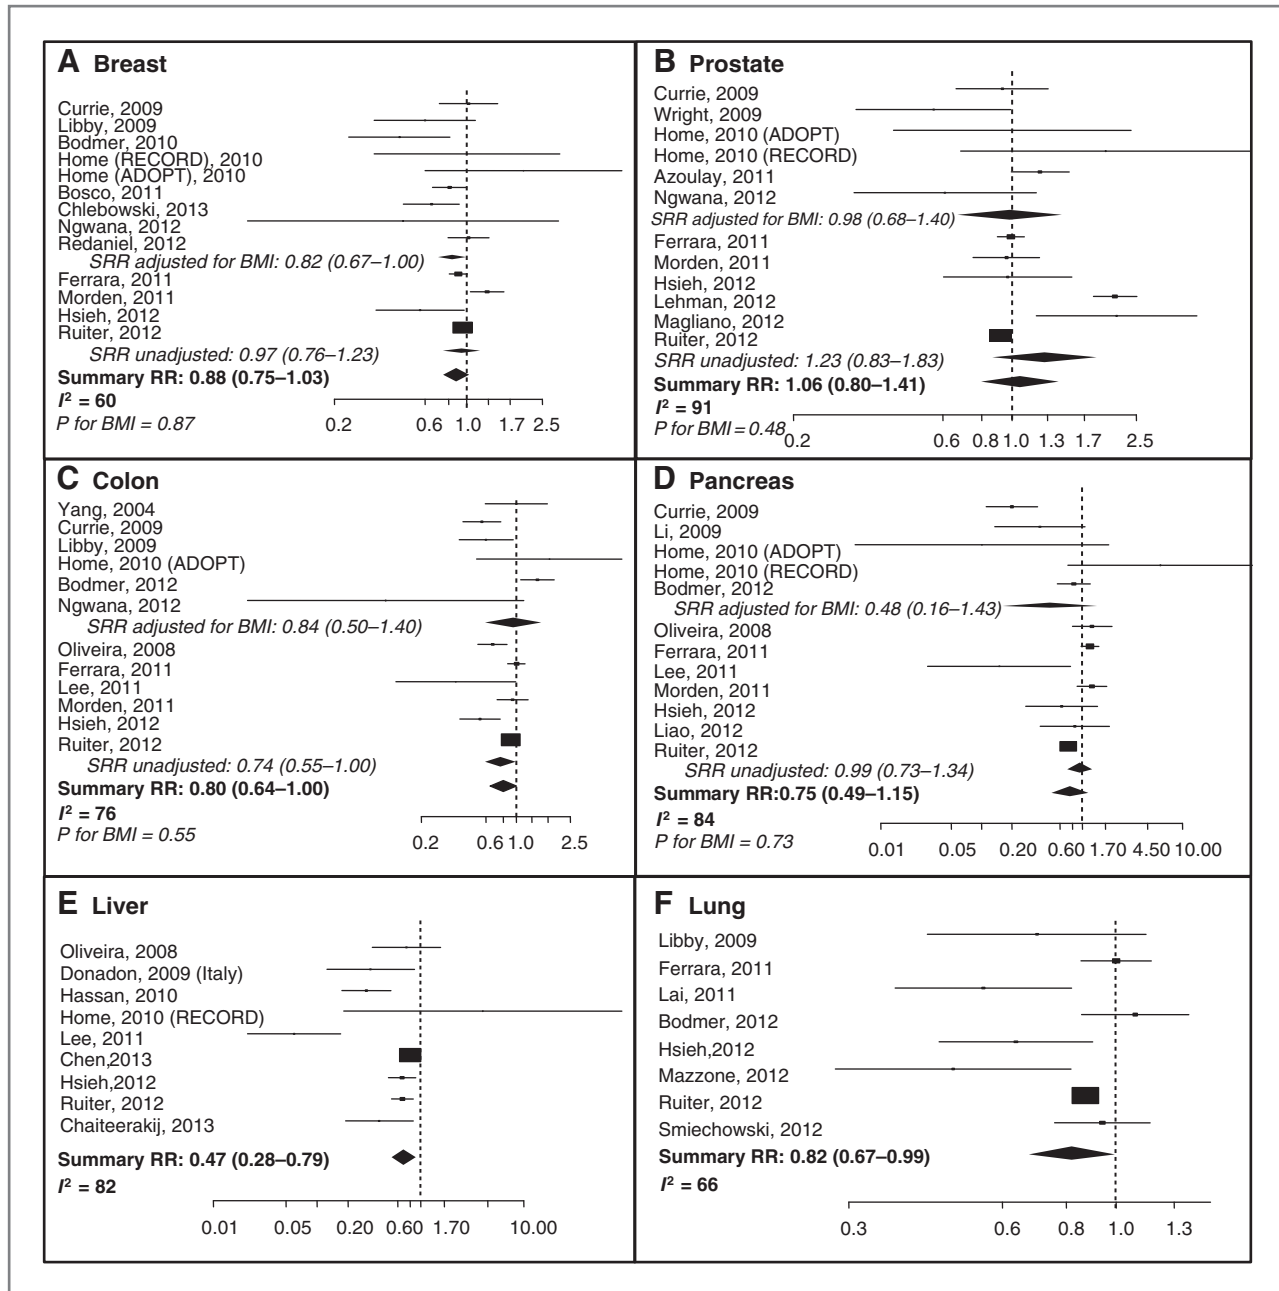 A Breast
Currie, 2009
Libby, 2009
Bodmer, 2010
Home (RECORD), 2010
Home (ADOPT), 2010
Bosco, 2011
Chlebowski, 2013
Ngwana, 2012
Redaniel, 2012
SRR adjusted for BMI: 0.82 (0.67–1.00)
Ferrara, 2011
Morden, 2011
Hsieh, 2012
Ruiter, 2012
SRR unadjusted: 0.97 (0.76–1.23)
Summary RR: 0.88 (0.75–1.03)
I² = 60
P for BMI = 0.87
0.2 0.6 1.0 1.7 2.5
B Prostate
Currie, 2009
Wright, 2009
Home, 2010 (ADOPT)
Home, 2010 (RECORD)
Azoulay, 2011
Ngwana, 2012
SRR adjusted for BMI: 0.98 (0.68–1.40)
Ferrara, 2011
Morden, 2011
Hsieh, 2012
Lehman, 2012
Magliano, 2012
Ruiter, 2012
SRR unadjusted: 1.23 (0.83–1.83)
Summary RR: 1.06 (0.80–1.41)
I² = 91
P for BMI = 0.48
0.2 0.6 0.8 1.0 1.3 1.7 2.5
C Colon
Yang, 2004
Currie, 2009
Libby, 2009
Home, 2010 (ADOPT)
Bodmer, 2012
Ngwana, 2012
SRR adjusted for BMI: 0.84 (0.50–1.40)
Oliveira, 2008
Ferrara, 2011
Lee, 2011
Morden, 2011
Hsieh, 2012
Ruiter, 2012
SRR unadjusted: 0.74 (0.55–1.00)
Summary RR: 0.80 (0.64–1.00)
I² = 76
P for BMI = 0.55
0.2 0.6 1.0 2.5
D Pancreas
Currie, 2009
Li, 2009
Home, 2010 (ADOPT)
Home, 2010 (RECORD)
Bodmer, 2012
SRR adjusted for BMI: 0.48 (0.16–1.43)
Oliveira, 2008
Ferrara, 2011
Lee, 2011
Morden, 2011
Hsieh, 2012
Liao, 2012
Ruiter, 2012
SRR unadjusted: 0.99 (0.73–1.34)
Summary RR:0.75 (0.49–1.15)
I² = 84
P for BMI = 0.73
0.01 0.05 0.20 0.60 1.70 4.50 10.00
E Liver
Oliveira, 2008
Donadon, 2009 (Italy)
Hassan, 2010
Home, 2010 (RECORD)
Lee, 2011
Chen,2013
Hsieh,2012
Ruiter, 2012
Chaiteerakij, 2013
Summary RR: 0.47 (0.28–0.79)
I² = 82
0.01 0.05 0.20 0.60 1.70 10.00
F Lung
Libby, 2009
Ferrara, 2011
Lai, 2011
Bodmer, 2012
Hsieh,2012
Mazzone, 2012
Ruiter, 2012
Smiechowski, 2012
Summary RR: 0.82 (0.67–0.99)
I² = 66
0.3 0.6 0.8 1.0 1.3